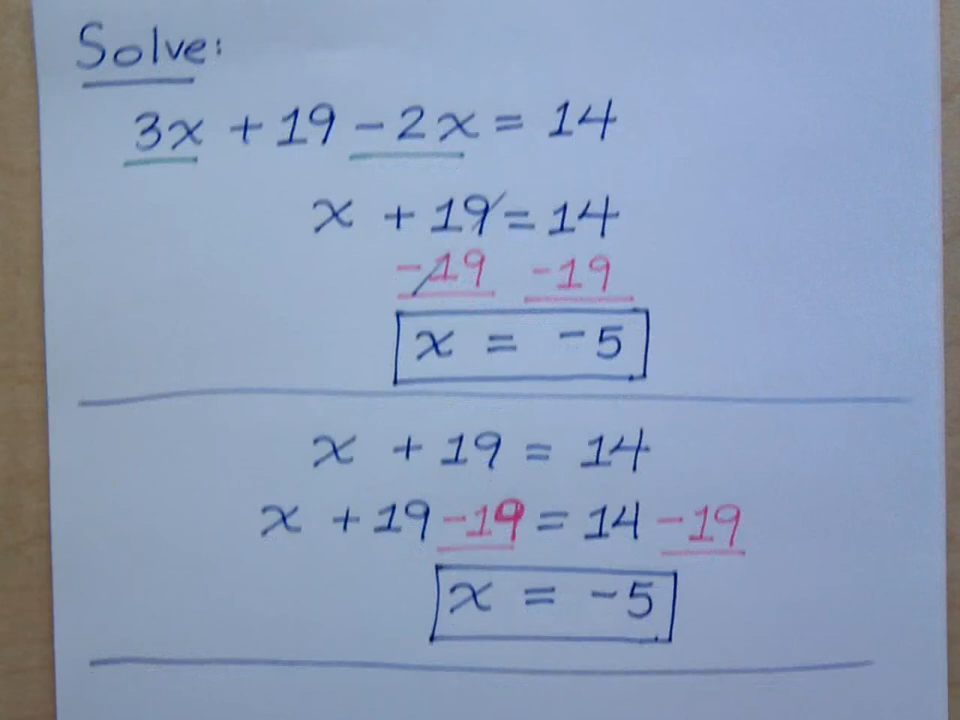 Solve:
3x + 19 - 2x = 14
x + 19 = 14
-19 -19
x = -5
x + 19 = 14
x + 19 - 19 = 14 - 19
x = -5